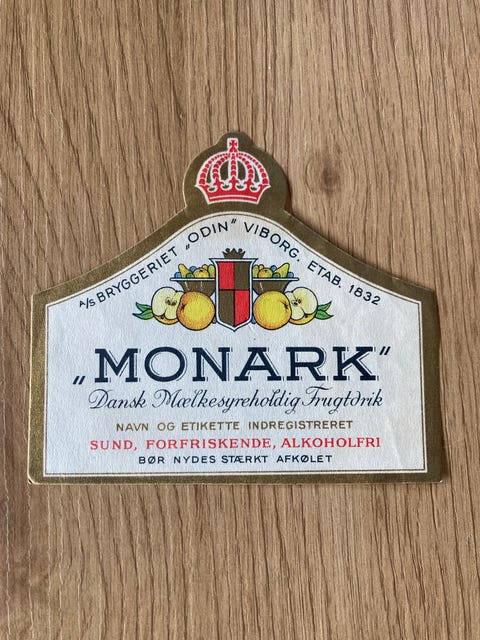 A/S BRYGGERIET „ODIN" VIBORG. ETAB. 1832
„MONARK"
Dansk Mælkesyreholdig Frugtdrik
NAVN OG ETIKETTE INDREGISTRERET
SUND, FORFRISKENDE, ALKOHOLFRI
BØR NYDES STÆRKT AFKØLET